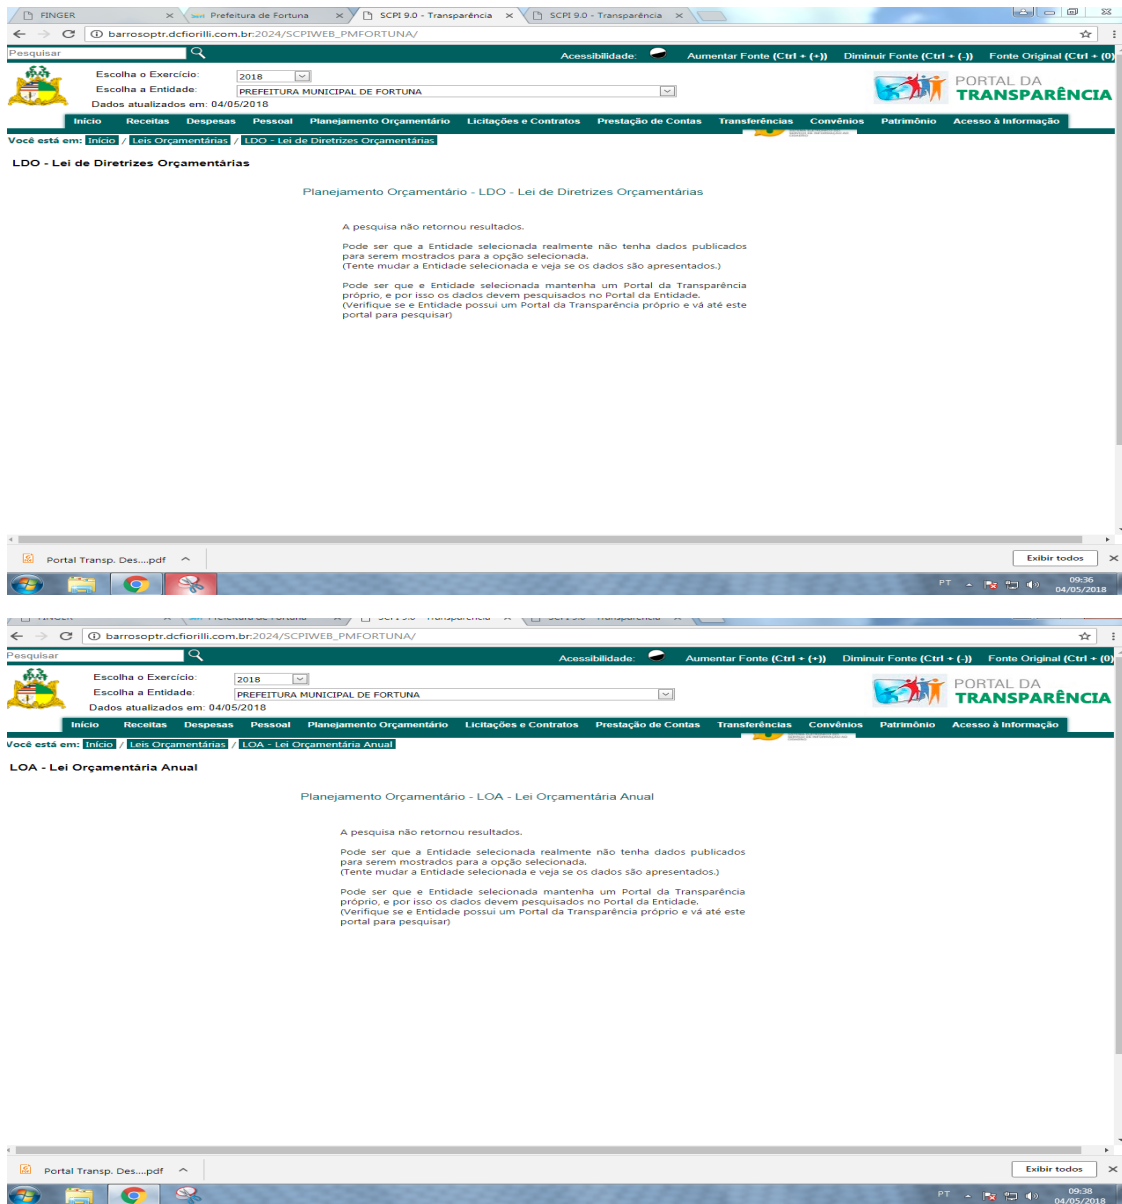 FINGER
Prefeitura de Fortuna
SCPI 9.0 - Transparência
SCPI 9.0 - Transparência
barrosoptr.dcfiorilli.com.br:2024/SCPIWEB_PMFORTUNA/
Pesquisar
Acessibilidade:
Aumentar Fonte (Ctrl + (+))
Diminuir Fonte (Ctrl + (-))
Fonte Original (Ctrl + (0)
Escolha o Exercício: 2018
Escolha a Entidade: PREFEITURA MUNICIPAL DE FORTUNA
Dados atualizados em: 04/05/2018
PORTAL DA
TRANSPARÊNCIA
Início Receitas Despesas Pessoal Planejamento Orçamentário Licitações e Contratos Prestação de Contas Transferências Convênios Patrimônio Acesso à Informação
Você está em: Início / Leis Orçamentárias / LDO - Lei de Diretrizes Orçamentárias
LDO - Lei de Diretrizes Orçamentárias
Planejamento Orçamentário - LDO - Lei de Diretrizes Orçamentárias
A pesquisa não retornou resultados.
Pode ser que a Entidade selecionada realmente não tenha dados publicados
para serem mostrados para a opção selecionada.
(Tente mudar a Entidade selecionada e veja se os dados são apresentados.)
Pode ser que e Entidade selecionada mantenha um Portal da Transparência
próprio, e por isso os dados devem pesquisados no Portal da Entidade.
(Verifique se e Entidade possui um Portal da Transparência próprio e vá até este
portal para pesquisar)
Portal Transp. Des....pdf
Exibir todos
PT
09:36
04/05/2018
barrosoptr.dcfiorilli.com.br:2024/SCPIWEB_PMFORTUNA/
Pesquisar
Acessibilidade:
Aumentar Fonte (Ctrl + (+))
Diminuir Fonte (Ctrl + (-))
Fonte Original (Ctrl + (0)
Escolha o Exercício: 2018
Escolha a Entidade: PREFEITURA MUNICIPAL DE FORTUNA
Dados atualizados em: 04/05/2018
PORTAL DA
TRANSPARÊNCIA
Início Receitas Despesas Pessoal Planejamento Orçamentário Licitações e Contratos Prestação de Contas Transferências Convênios Patrimônio Acesso à Informação
Você está em: Início / Leis Orçamentárias / LOA - Lei Orçamentária Anual
LOA - Lei Orçamentária Anual
Planejamento Orçamentário - LOA - Lei Orçamentária Anual
A pesquisa não retornou resultados.
Pode ser que a Entidade selecionada realmente não tenha dados publicados
para serem mostrados para a opção selecionada.
(Tente mudar a Entidade selecionada e veja se os dados são apresentados.)
Pode ser que e Entidade selecionada mantenha um Portal da Transparência
próprio, e por isso os dados devem pesquisados no Portal da Entidade.
(Verifique se e Entidade possui um Portal da Transparência próprio e vá até este
portal para pesquisar)
Portal Transp. Des....pdf
Exibir todos
PT
09:38
04/05/2018